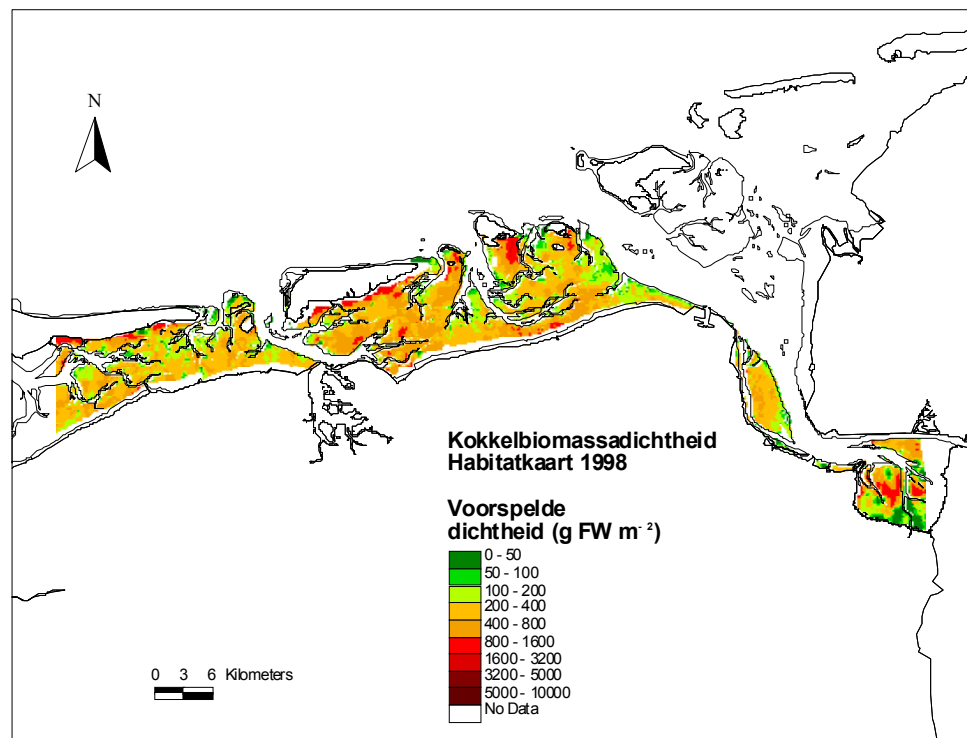 N
Kokkelbiomassadichtheid
Habitatkaart 1998
Voorspelde
dichtheid (g FW m⁻²)
0 - 50
50 - 100
100 - 200
200 - 400
400 - 800
800 - 1600
1600 - 3200
3200 - 5000
5000 - 10000
No Data
0 3 6 Kilometers